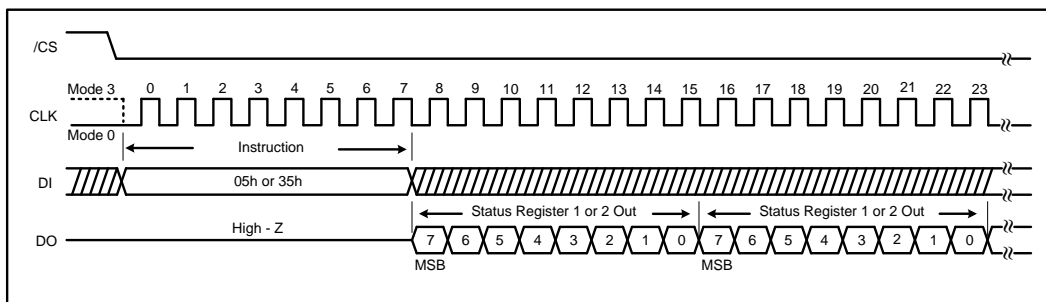 /CS
Mode 3 0 1 2 3 4 5 6 7 8 9 10 11 12 13 14 15 16 17 18 19 20 21 22 23
CLK
Mode 0
Instruction
DI 05h or 35h
Status Register 1 or 2 Out Status Register 1 or 2 Out
High - Z
DO 7 6 5 4 3 2 1 0 7 6 5 4 3 2 1 0
MSB MSB